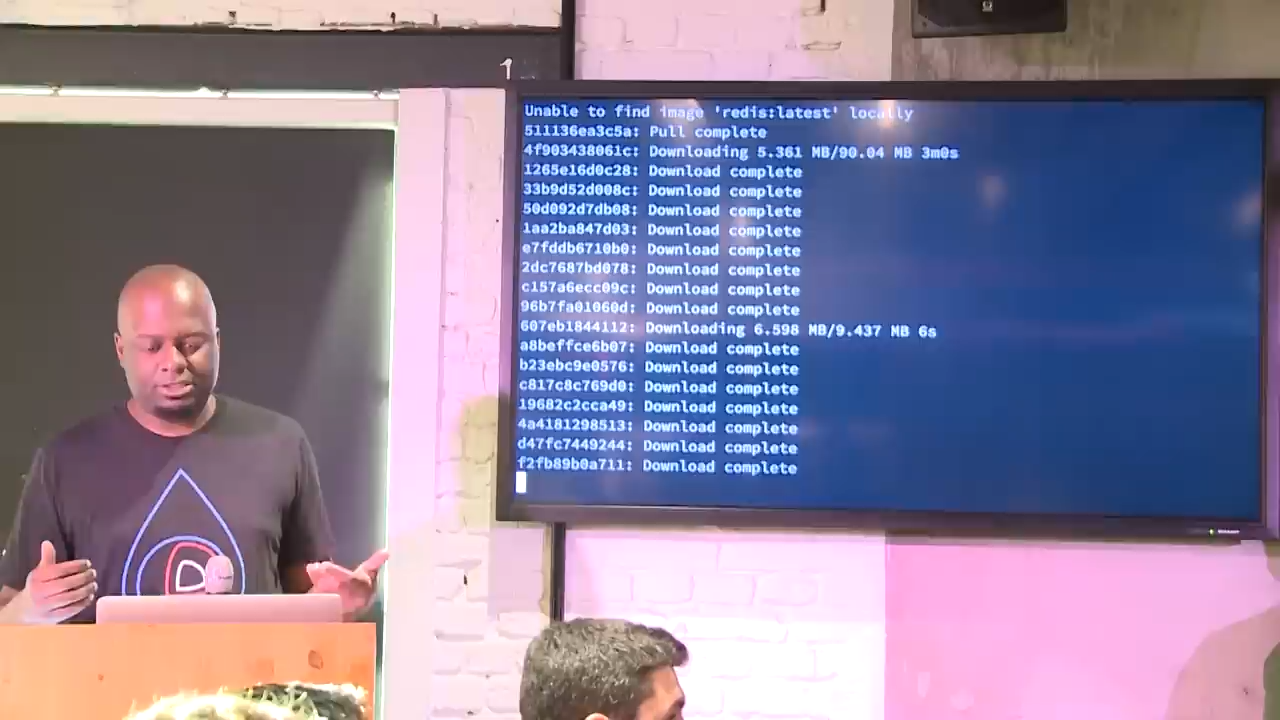 Unable to find image 'redis:latest' locally
511136ea3c5a: Pull complete
4f903438061c: Downloading 5.361 MB/90.04 MB 3m0s
1265e16d0c28: Download complete
33b9d52d008c: Download complete
50d092d7db08: Download complete
1aa2ba847d03: Download complete
e7fddb6710b0: Download complete
2dc7687bd078: Download complete
c157a6ecc09c: Download complete
96b7fa01060d: Download complete
607eb1844112: Downloading 6.598 MB/9.437 MB 6s
a8beffce6b07: Download complete
b23ebc9e0576: Download complete
c817c8c769d0: Download complete
19682c2cca49: Download complete
4a4181298513: Download complete
d47fc7449244: Download complete
f2fb89b0a711: Download complete